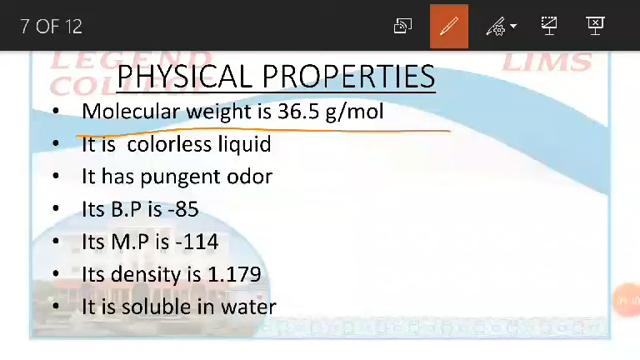 7 OF 12
LEGEND
COLLEGE
LIMS
PHYSICAL PROPERTIES
• Molecular weight is 36.5 g/mol
• It is colorless liquid
• It has pungent odor
• Its B.P is -85
• Its M.P is -114
• Its density is 1.179
• It is soluble in water